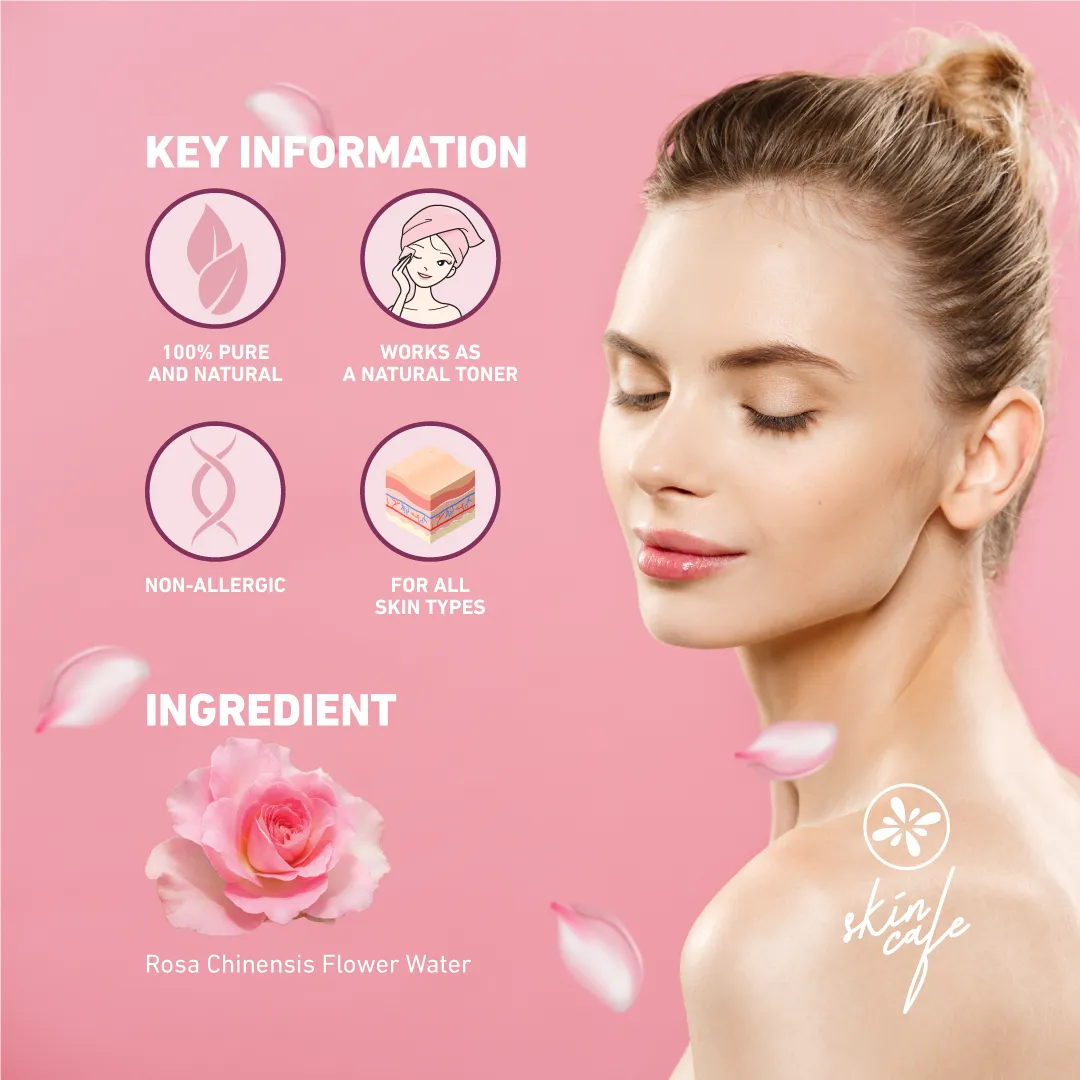 KEY INFORMATION
100% PURE
AND NATURAL
WORKS AS
A NATURAL TONER
NON-ALLERGIC
FOR ALL
SKIN TYPES
INGREDIENT
Rosa Chinensis Flower Water
skin
cafe